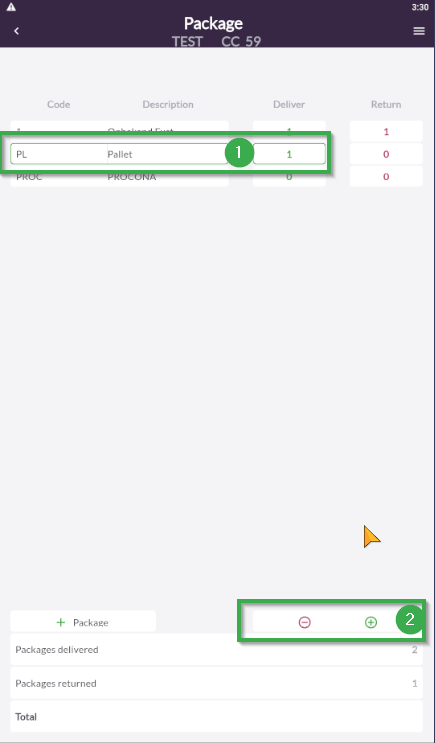 3:30
Package
TEST CC 59
Code Description Deliver Return
1 Onbekend Fust 1 1
PL Pallet 1 1 0
PROC PROCONA 0 0
+ Package 2
Packages delivered 2
Packages returned 1
Total